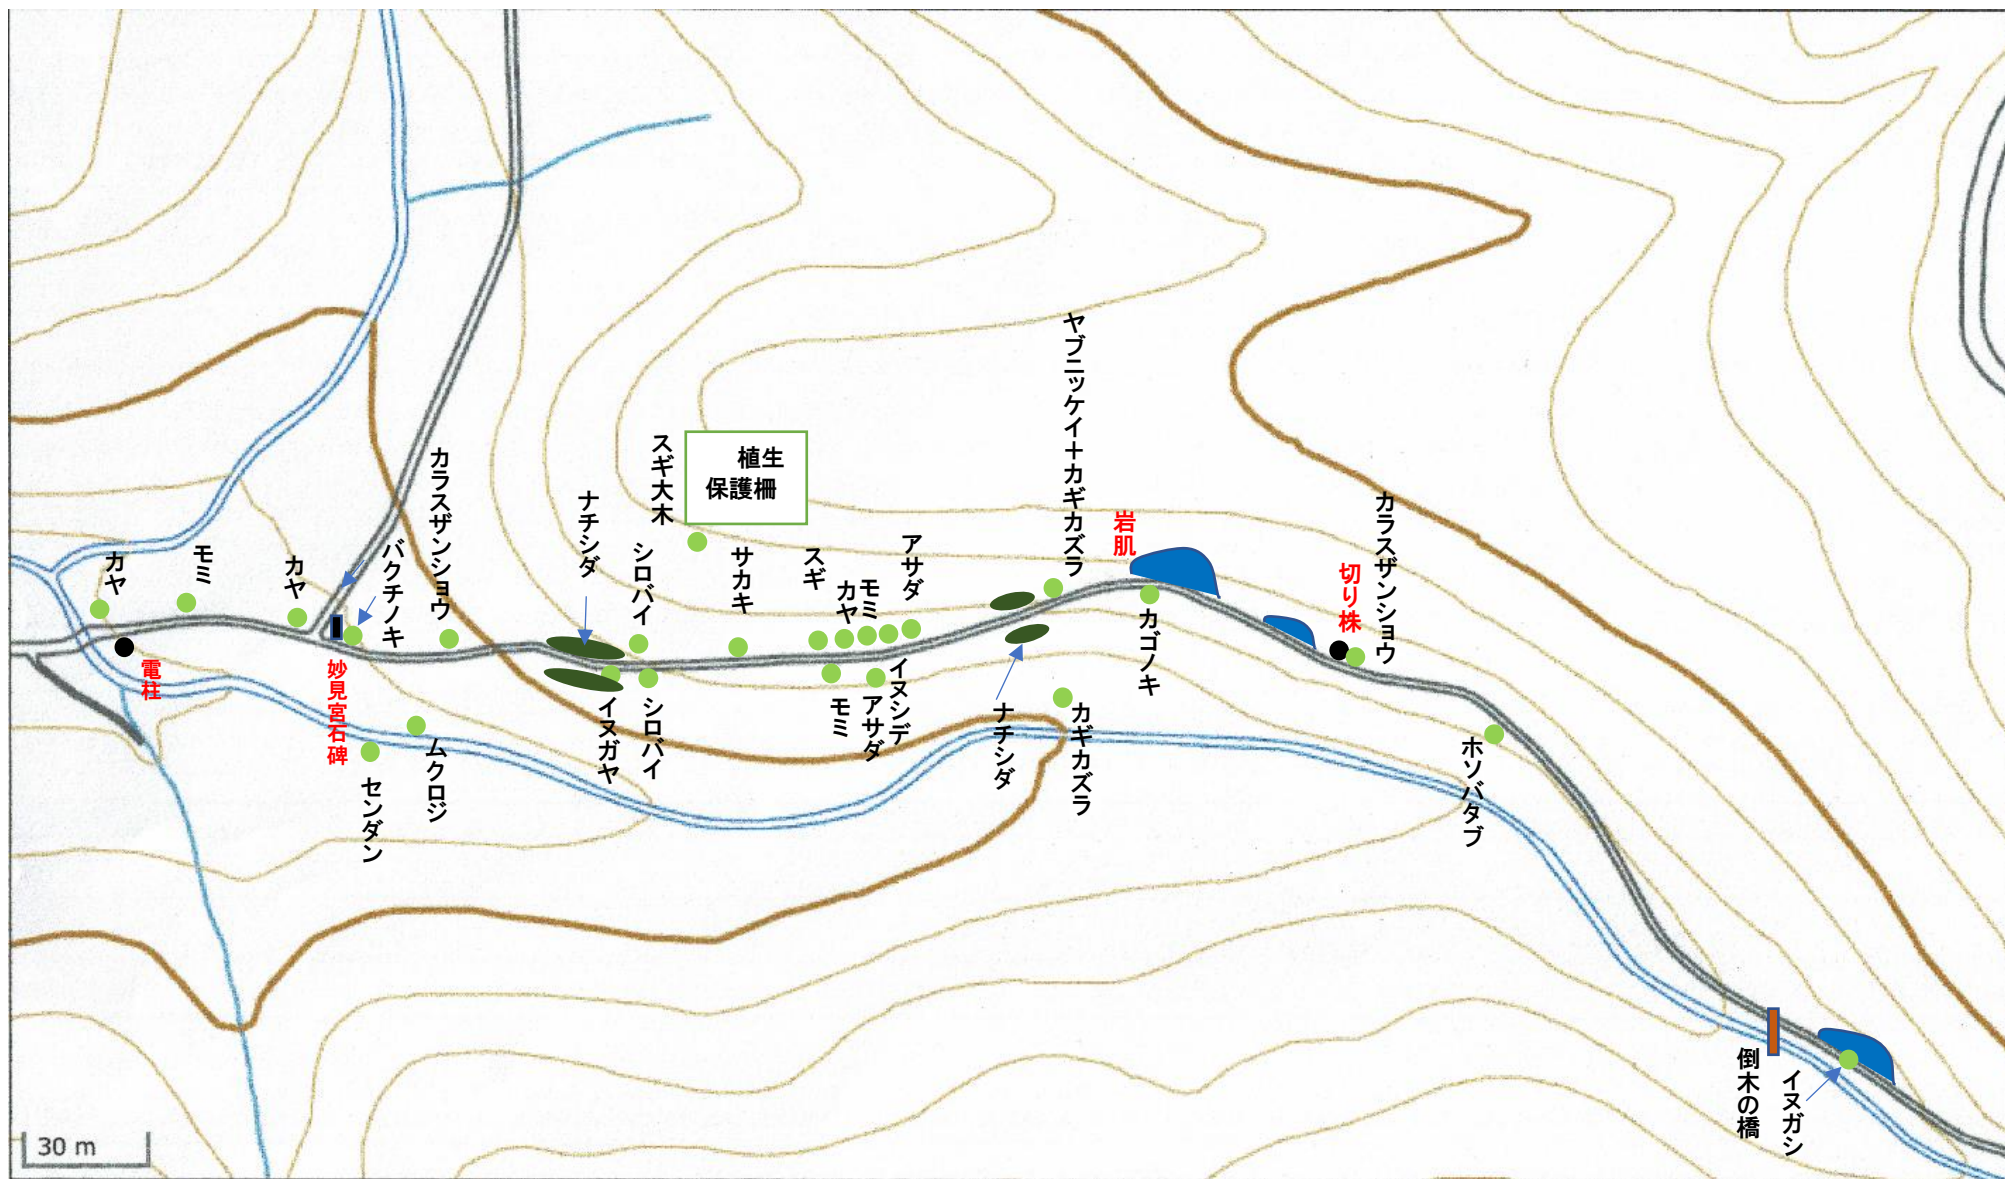 カヤ
モミ
カヤ
バクチノキ
カラスザンショウ
電柱
妙見宮石碑
センダン
ムクロジ
ナチシダ
シロバイ
スギ大木
植生
保護柵
サカキ
スギ
カヤ
モミ
アサダ
イヌガヤ
シロバイ
モミ
アサダ
イヌシデ
ヤブニッケイ＋カギカズラ
岩肌
ナチシダ
カギカズラ
カゴノキ
切り株
カラスザンショウ
ホソバタブ
倒木の橋
イヌガシ
30 m